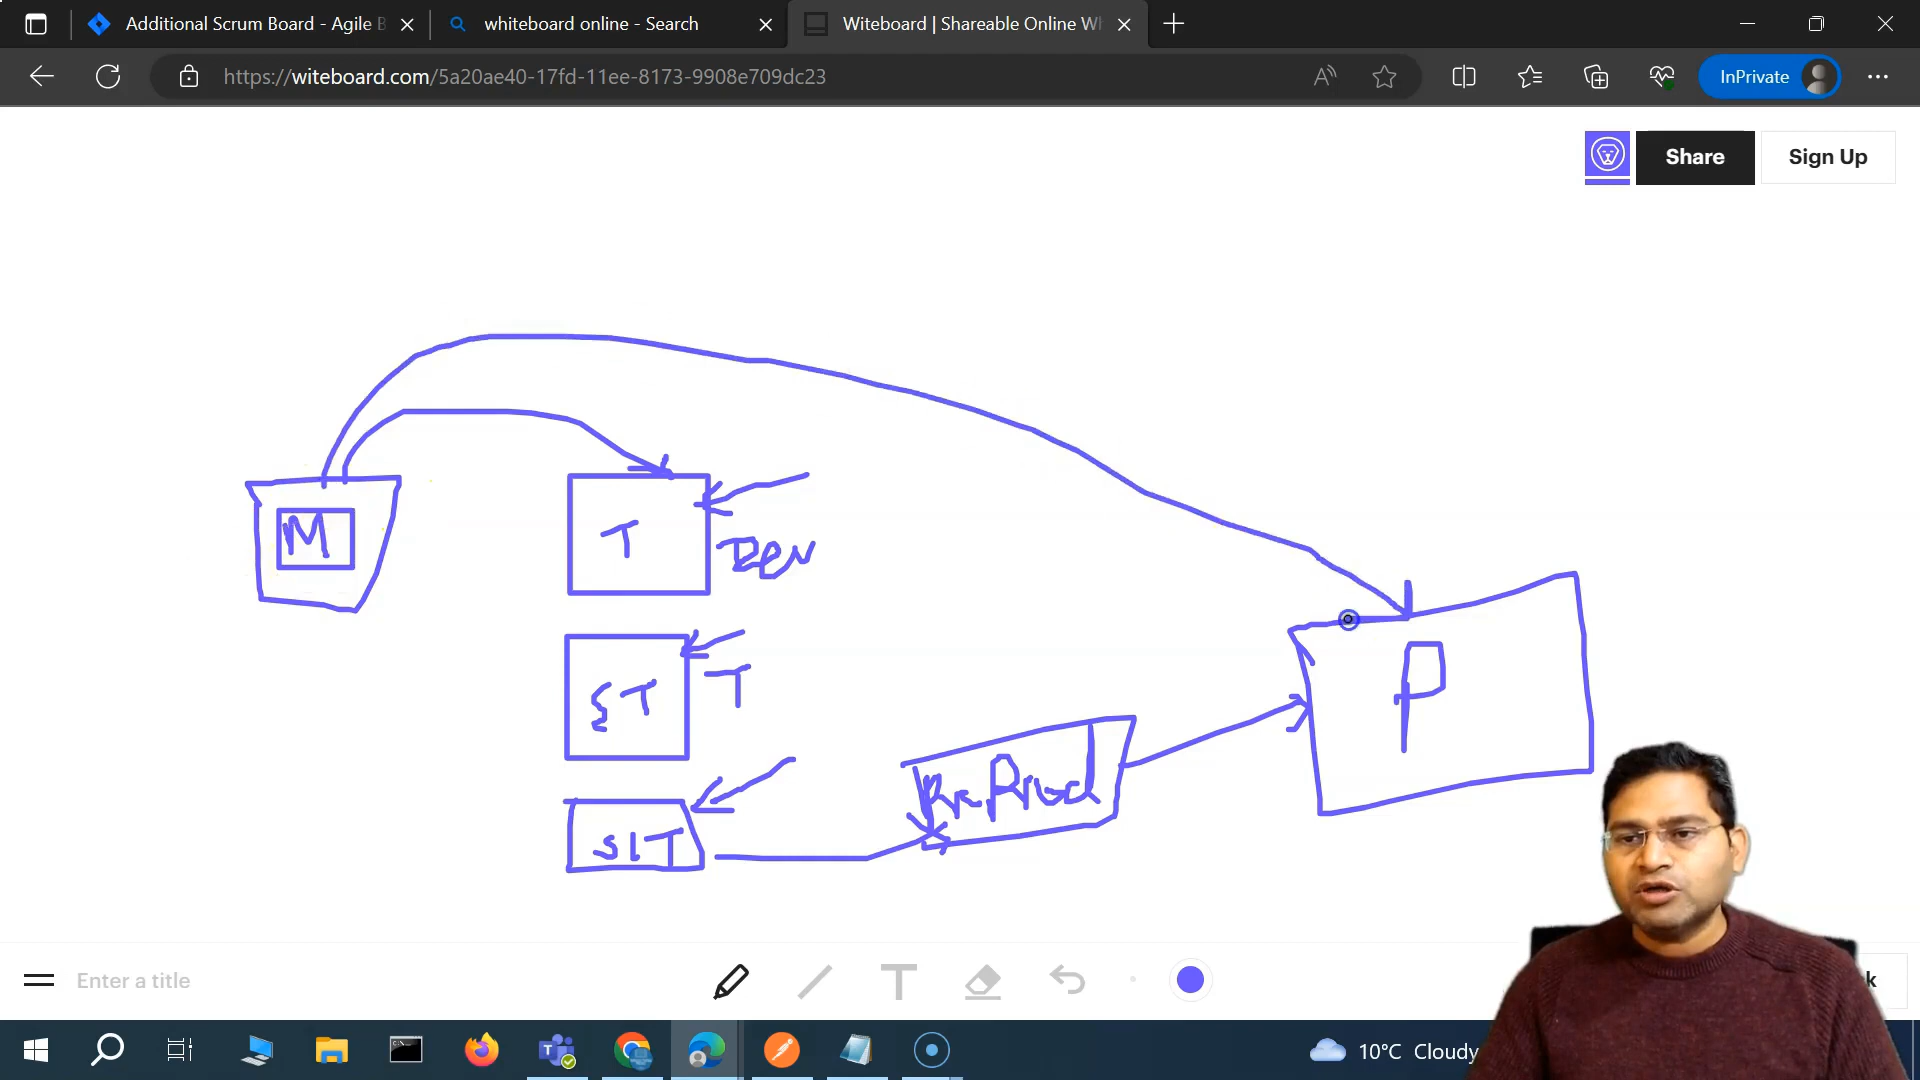 Additional Scrum Board - Agile B
whiteboard online - Search
Witeboard | Shareable Online Wh
https://witeboard.com/5a20ae40-17fd-11ee-8173-9908e709dc23
InPrivate
Share
Sign Up
M
T
Dev
ST
T
SIT
Pre Prod
P
Enter a title
T
k
10°C Cloudy